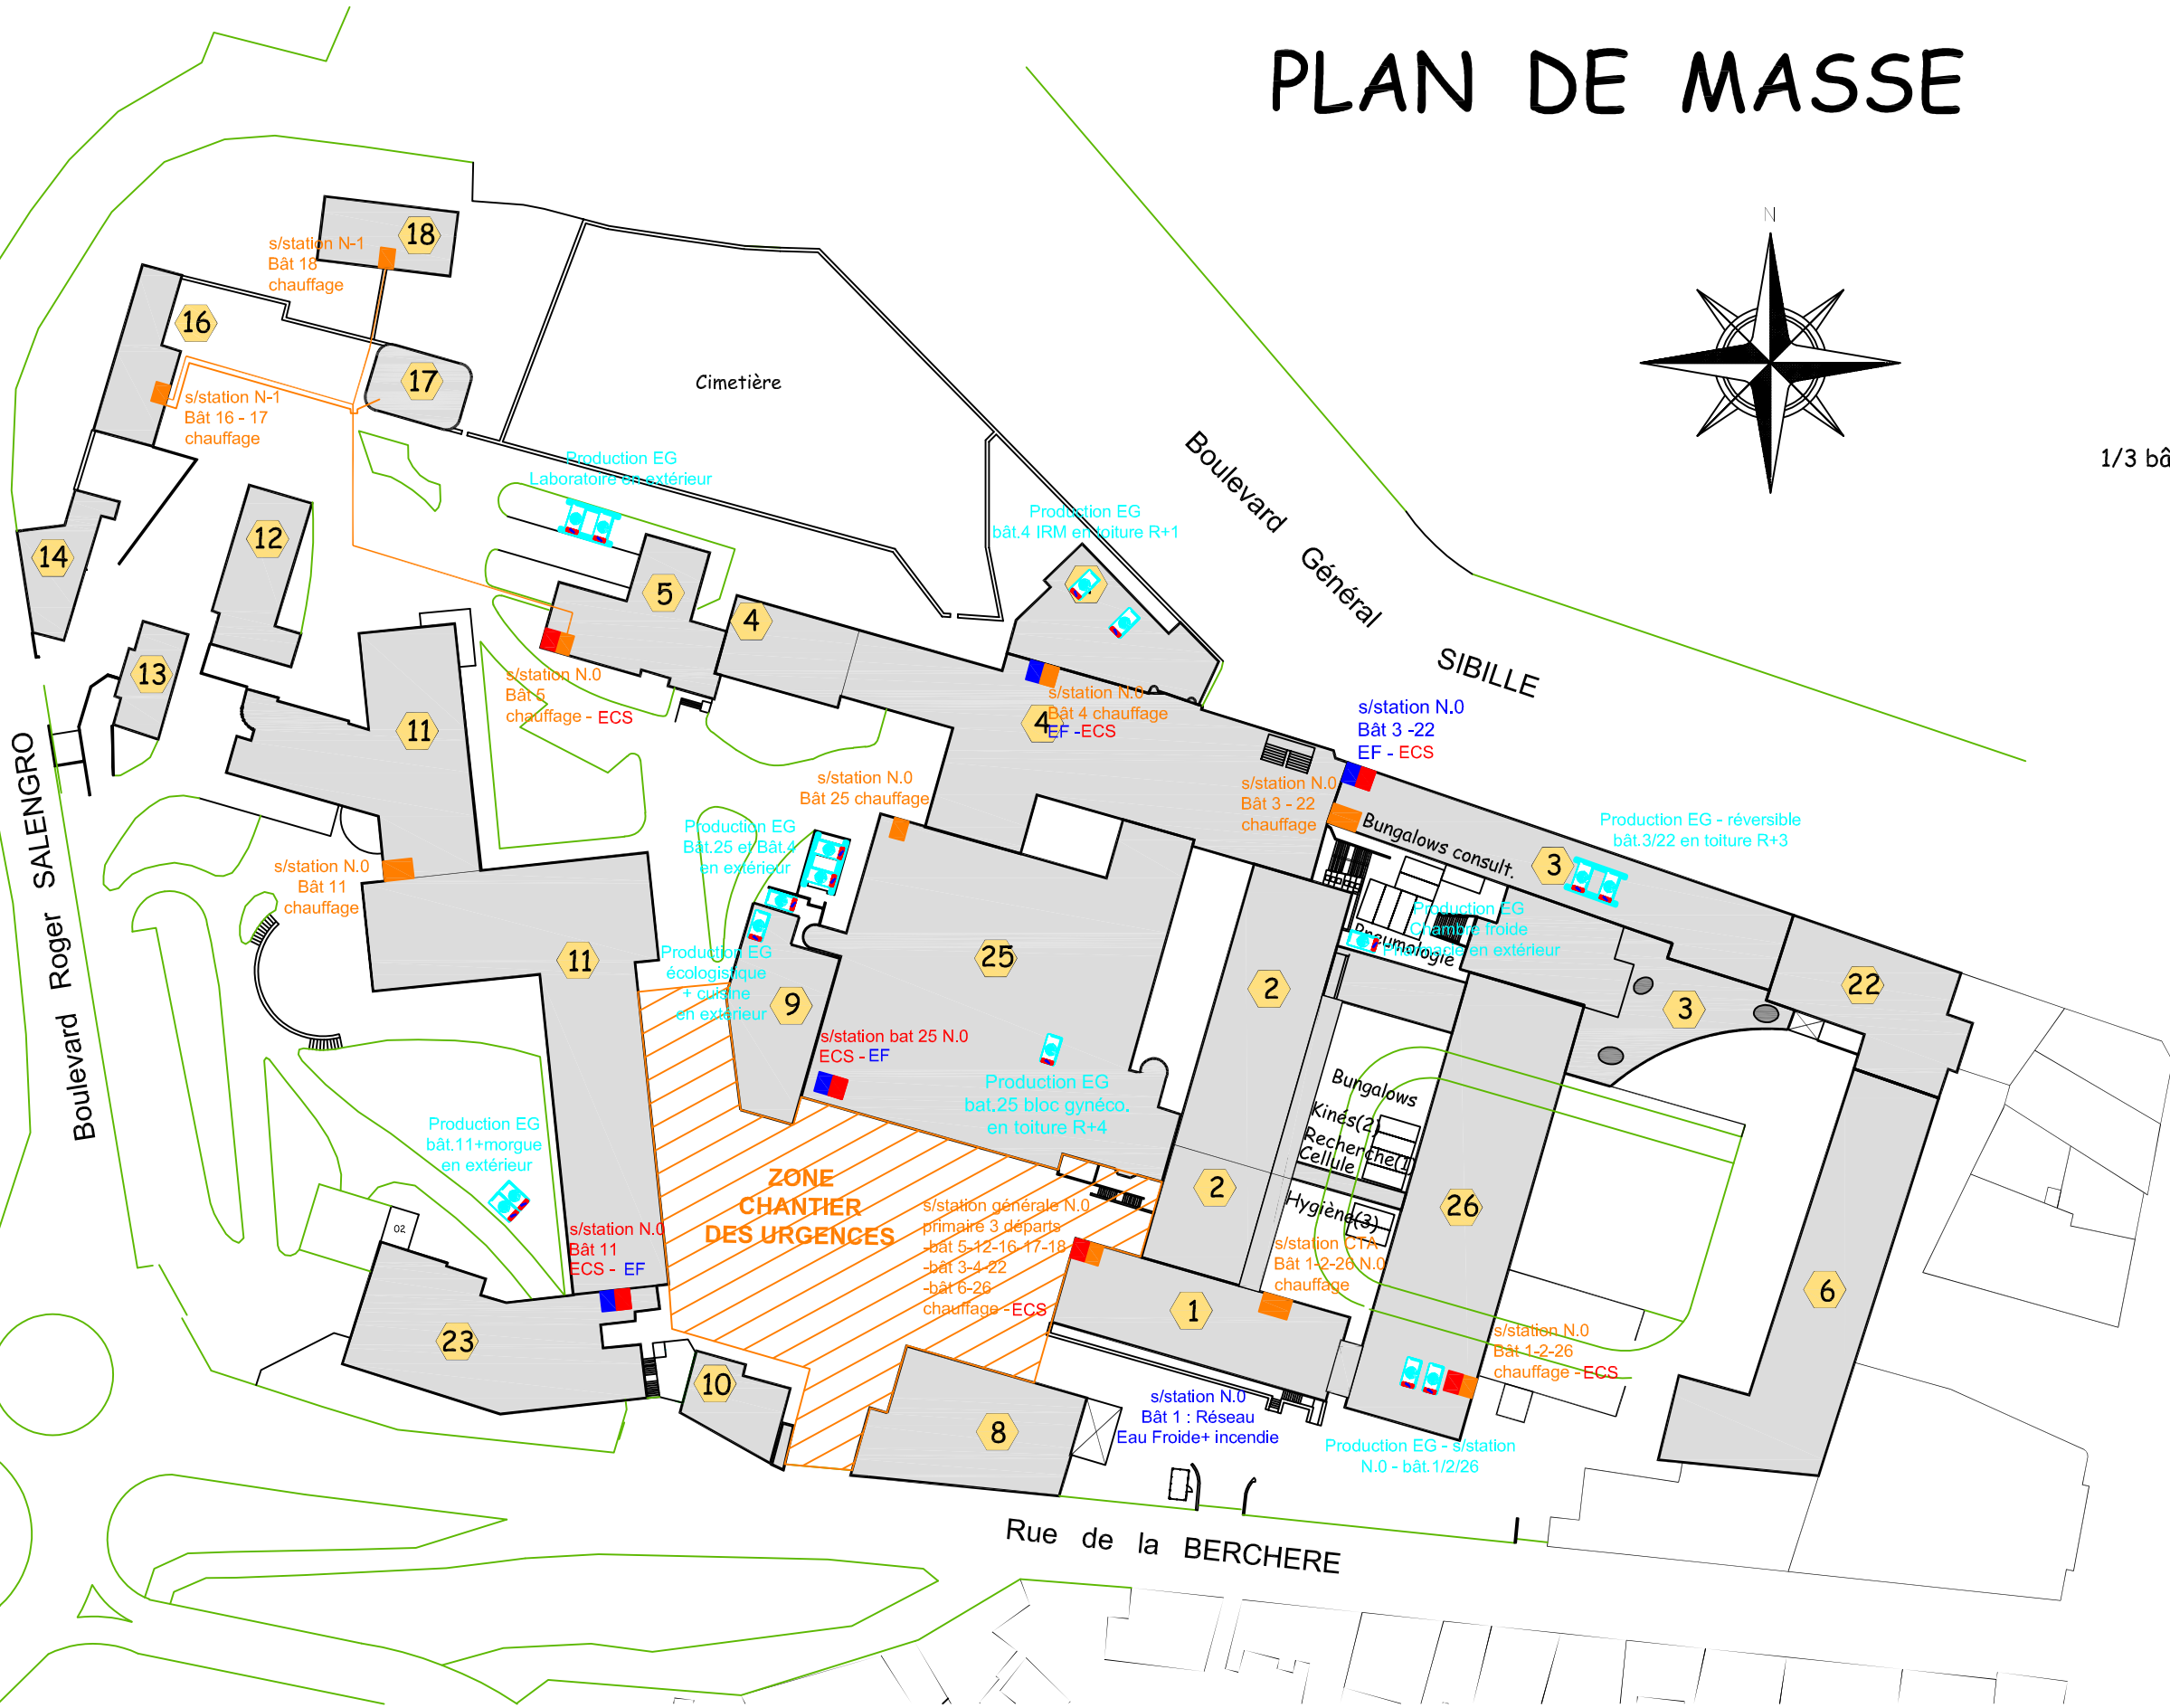 PLAN DE MASSE
N
1/3 bâ
18
s/station N-1
Bât 18
chauffage
16
17
s/station N-1
Bât 16 - 17
chauffage
Cimetière
Boulevard Général SIBILLE
Production EG
Laboratoire en extérieur
Production EG
bât.4 IRM en toiture R+1
12
14
13
5
4
s/station N.0
Bât 5
chauffage - ECS
s/station N.0
Bât 4 chauffage
EF -ECS
4
11
s/station N.0
Bât 3 -22
EF - ECS
s/station N.0
Bât 25 chauffage
s/station N.0
Bât 3 - 22
chauffage
Production EG
Bât.25 et Bât.4
en extérieur
Bungalows consult.
Production EG - réversible
bât.3/22 en toiture R+3
3
s/station N.0
Bât 11
chauffage
Boulevard Roger SALENGRO
Production EG
Chambre froide
Pharmacie en extérieur
Pneumologie
11
25
2
22
3
Production EG
écologistique
+ cuisine
en extérieur
9
s/station bat 25 N.0
ECS - EF
Production EG
bat.25 bloc gynéco.
en toiture R+4
Bungalows
Kinés(2)
Recherche(1)
Cellule
Hygiène(3)
Production EG
bât.11+morgue
en extérieur
ZONE
CHANTIER
DES URGENCES
2
26
s/station générale N.0
primaire 3 départs
-bat 5-12-16-17-18
-bât 3-4-22
-bât 6-26
chauffage -ECS
O2
s/station N.0
Bât 11
ECS - EF
s/station CTA
Bât 1-2-26 N.0
chauffage
6
1
23
s/station N.0
Bât 1-2-26
chauffage - ECS
10
8
s/station N.0
Bât 1 : Réseau
Eau Froide+ incendie
Production EG - s/station
N.0 - bât.1/2/26
Rue de la BERCHERE